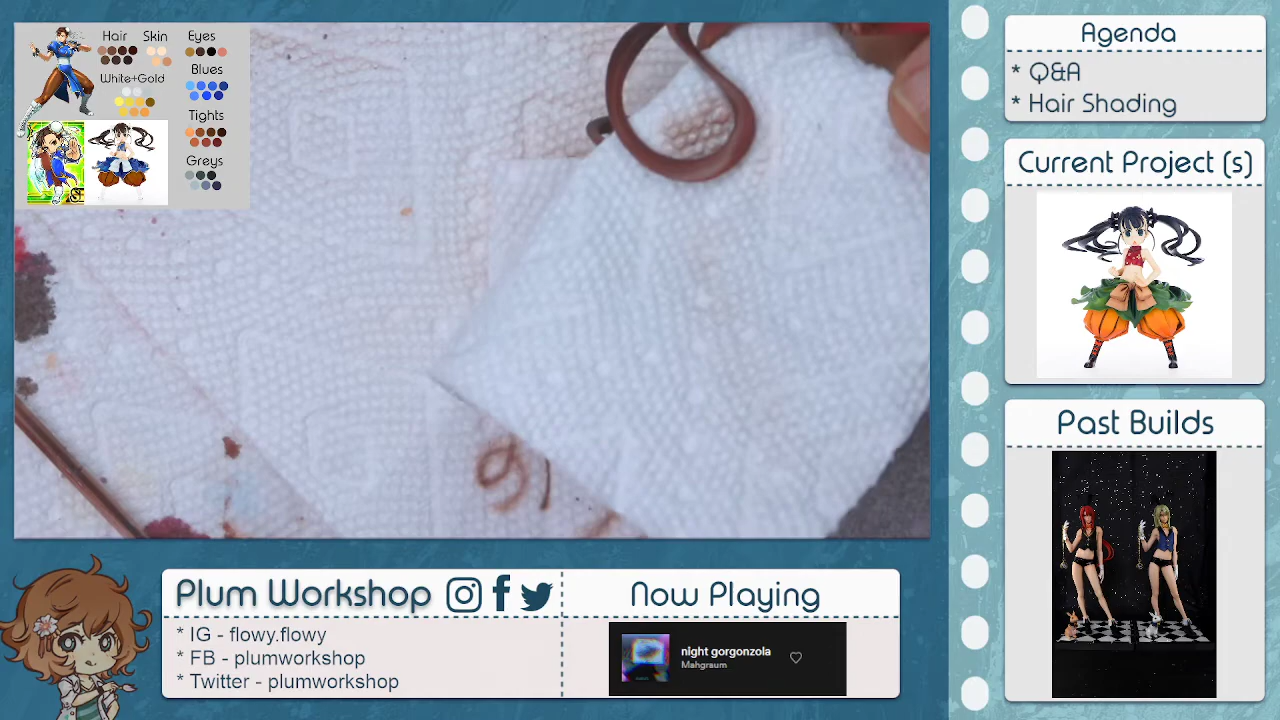 Hair Skin Eyes
Blues
White+Gold
Tights
Greys
Agenda
* Q&A
* Hair Shading
Current Project (s)
Past Builds
Plum Workshop
* IG - flowy.flowy
* FB - plumworkshop
* Twitter - plumworkshop
Now Playing
night gorgonzola
Mahgraum